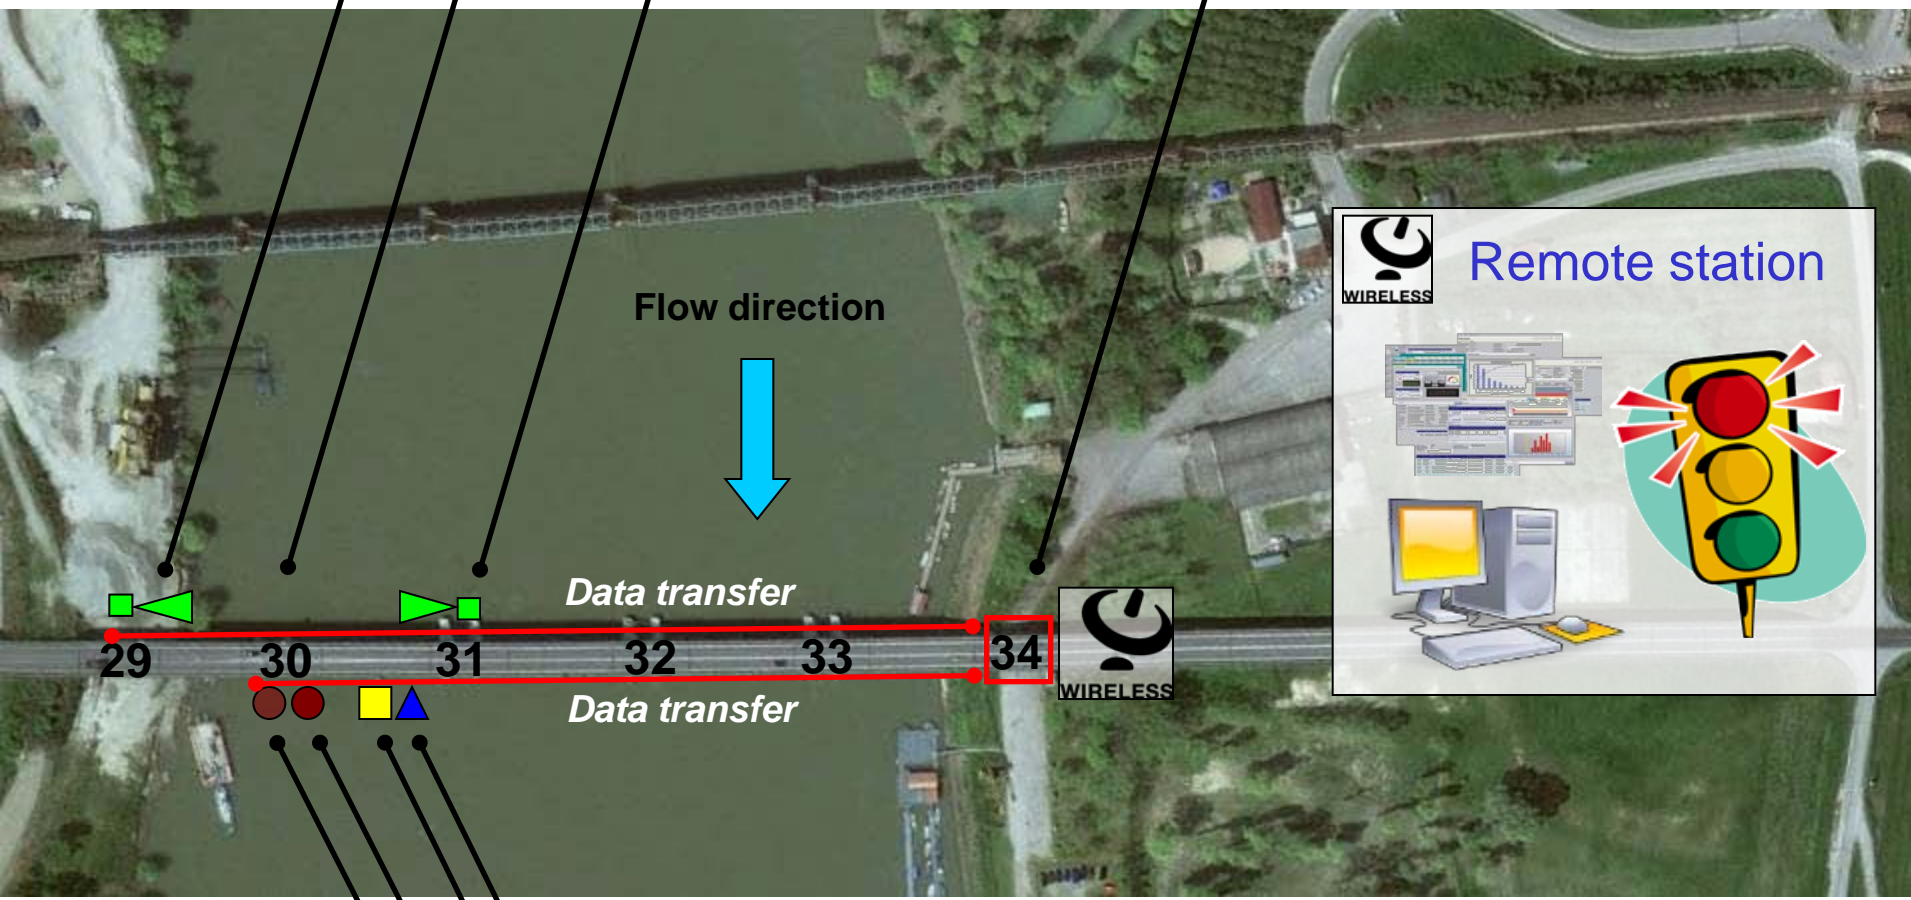 Remote station
WIRELESS
Flow direction
Data transfer
29 30 31 32 33 34
WIRELESS
Data transfer